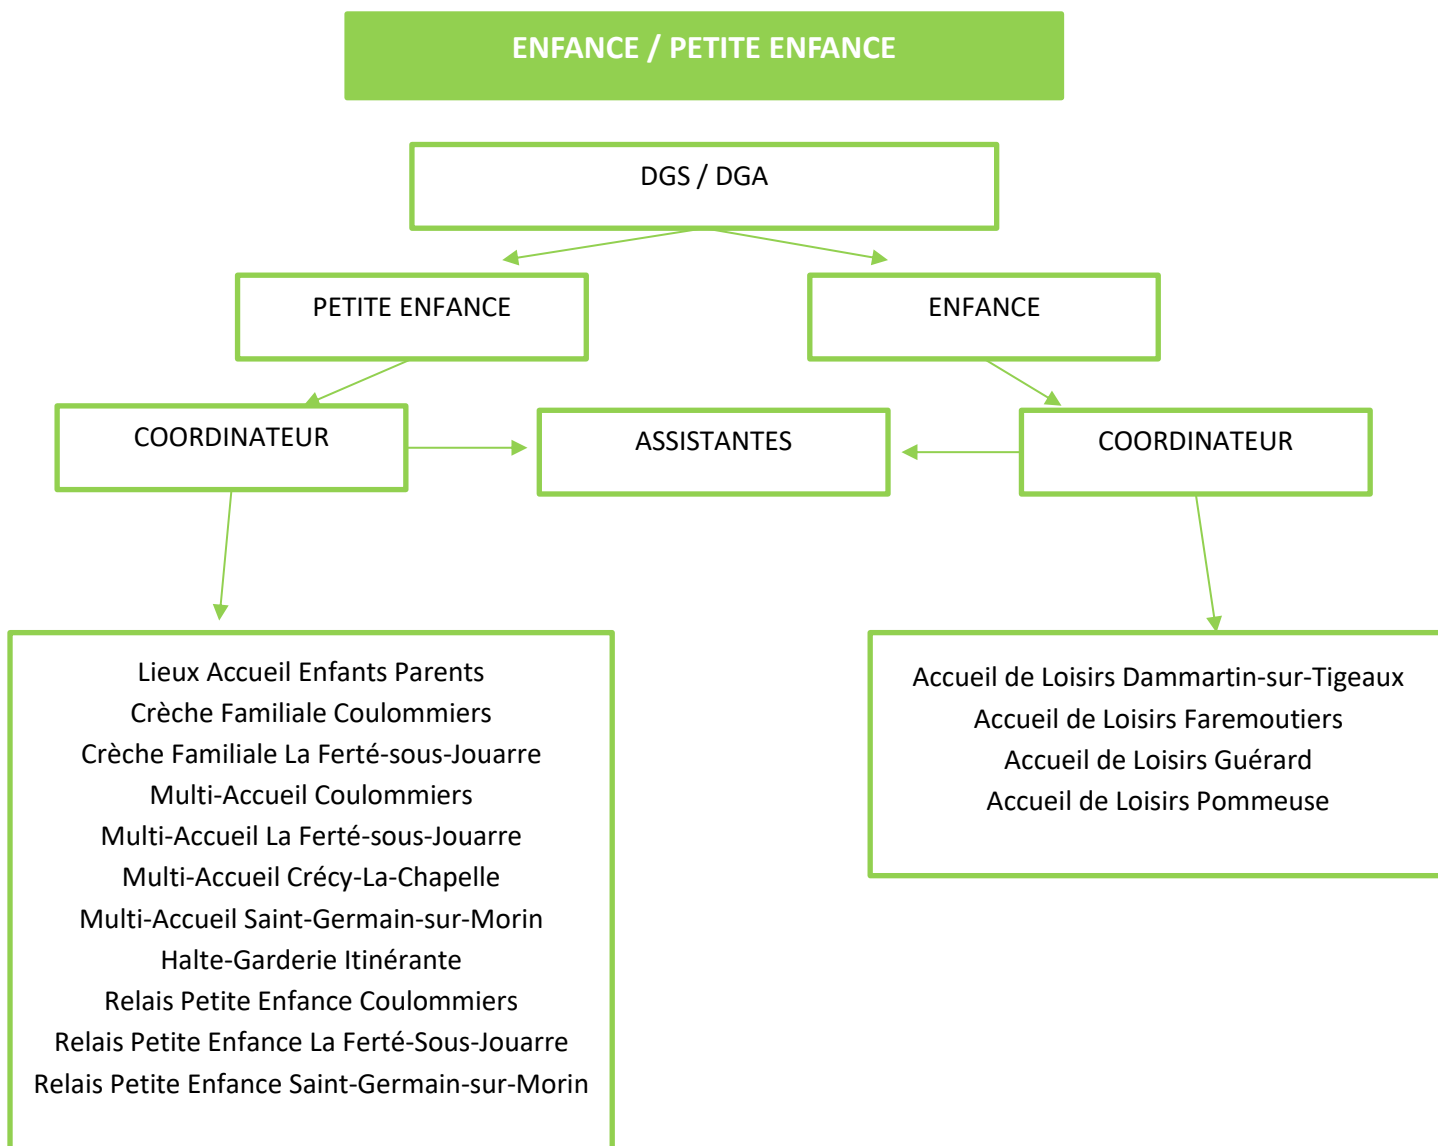 ENFANCE / PETITE ENFANCE
DGS / DGA
PETITE ENFANCE
ENFANCE
COORDINATEUR
ASSISTANTES
COORDINATEUR
Lieux Accueil Enfants Parents
Crèche Familiale Coulommiers
Crèche Familiale La Ferté-sous-Jouarre
Multi-Accueil Coulommiers
Multi-Accueil La Ferté-sous-Jouarre
Multi-Accueil Crécy-La-Chapelle
Multi-Accueil Saint-Germain-sur-Morin
Halte-Garderie Itinérante
Relais Petite Enfance Coulommiers
Relais Petite Enfance La Ferté-Sous-Jouarre
Relais Petite Enfance Saint-Germain-sur-Morin
Accueil de Loisirs Dammartin-sur-Tigeaux
Accueil de Loisirs Faremoutiers
Accueil de Loisirs Guérard
Accueil de Loisirs Pommeuse